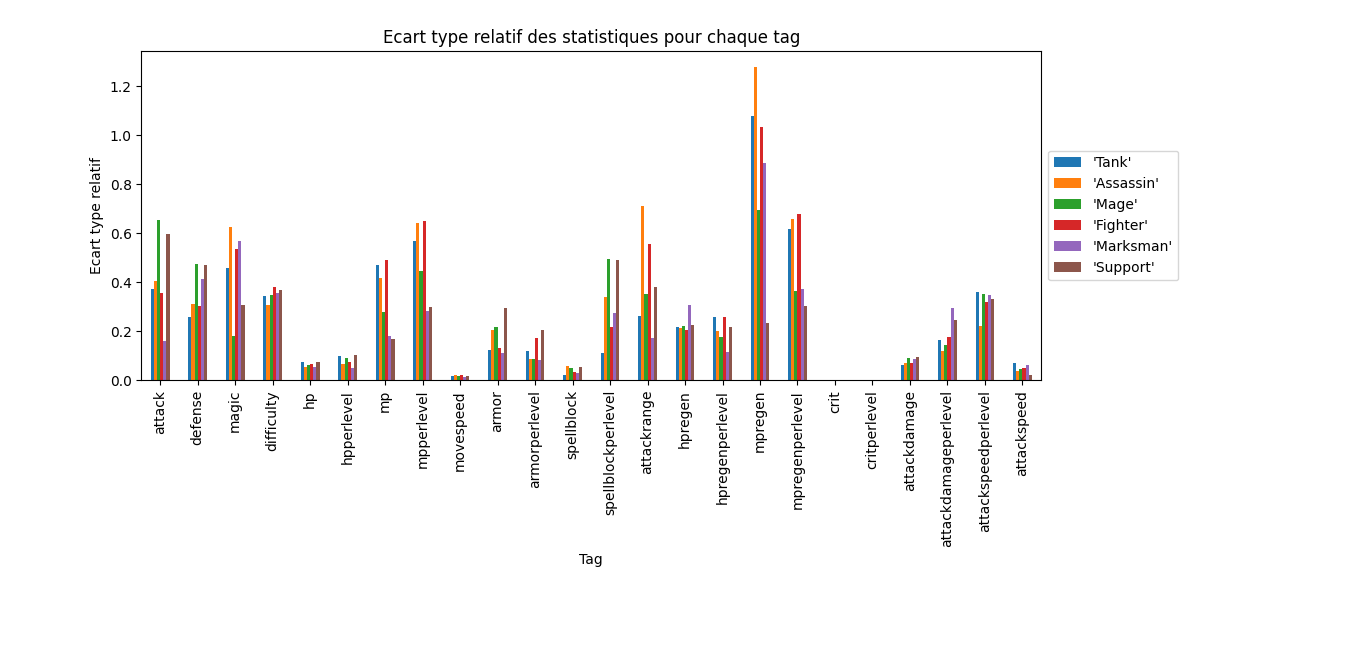 Ecart type relatif des statistiques pour chaque tag
Ecart type relatif
1.2
1.0
0.8
0.6
0.4
0.2
0.0
'Tank'
'Assassin'
'Mage'
'Fighter'
'Marksman'
'Support'
attack
defense
magic
difficulty
hp
hpperlevel
mp
mpperlevel
movespeed
armor
armorperlevel
spellblock
spellblockperlevel
attackrange
hpregen
hpregenperlevel
mpregen
mpregenperlevel
crit
critperlevel
attackdamage
attackdamageperlevel
attackspeedperlevel
attackspeed
Tag